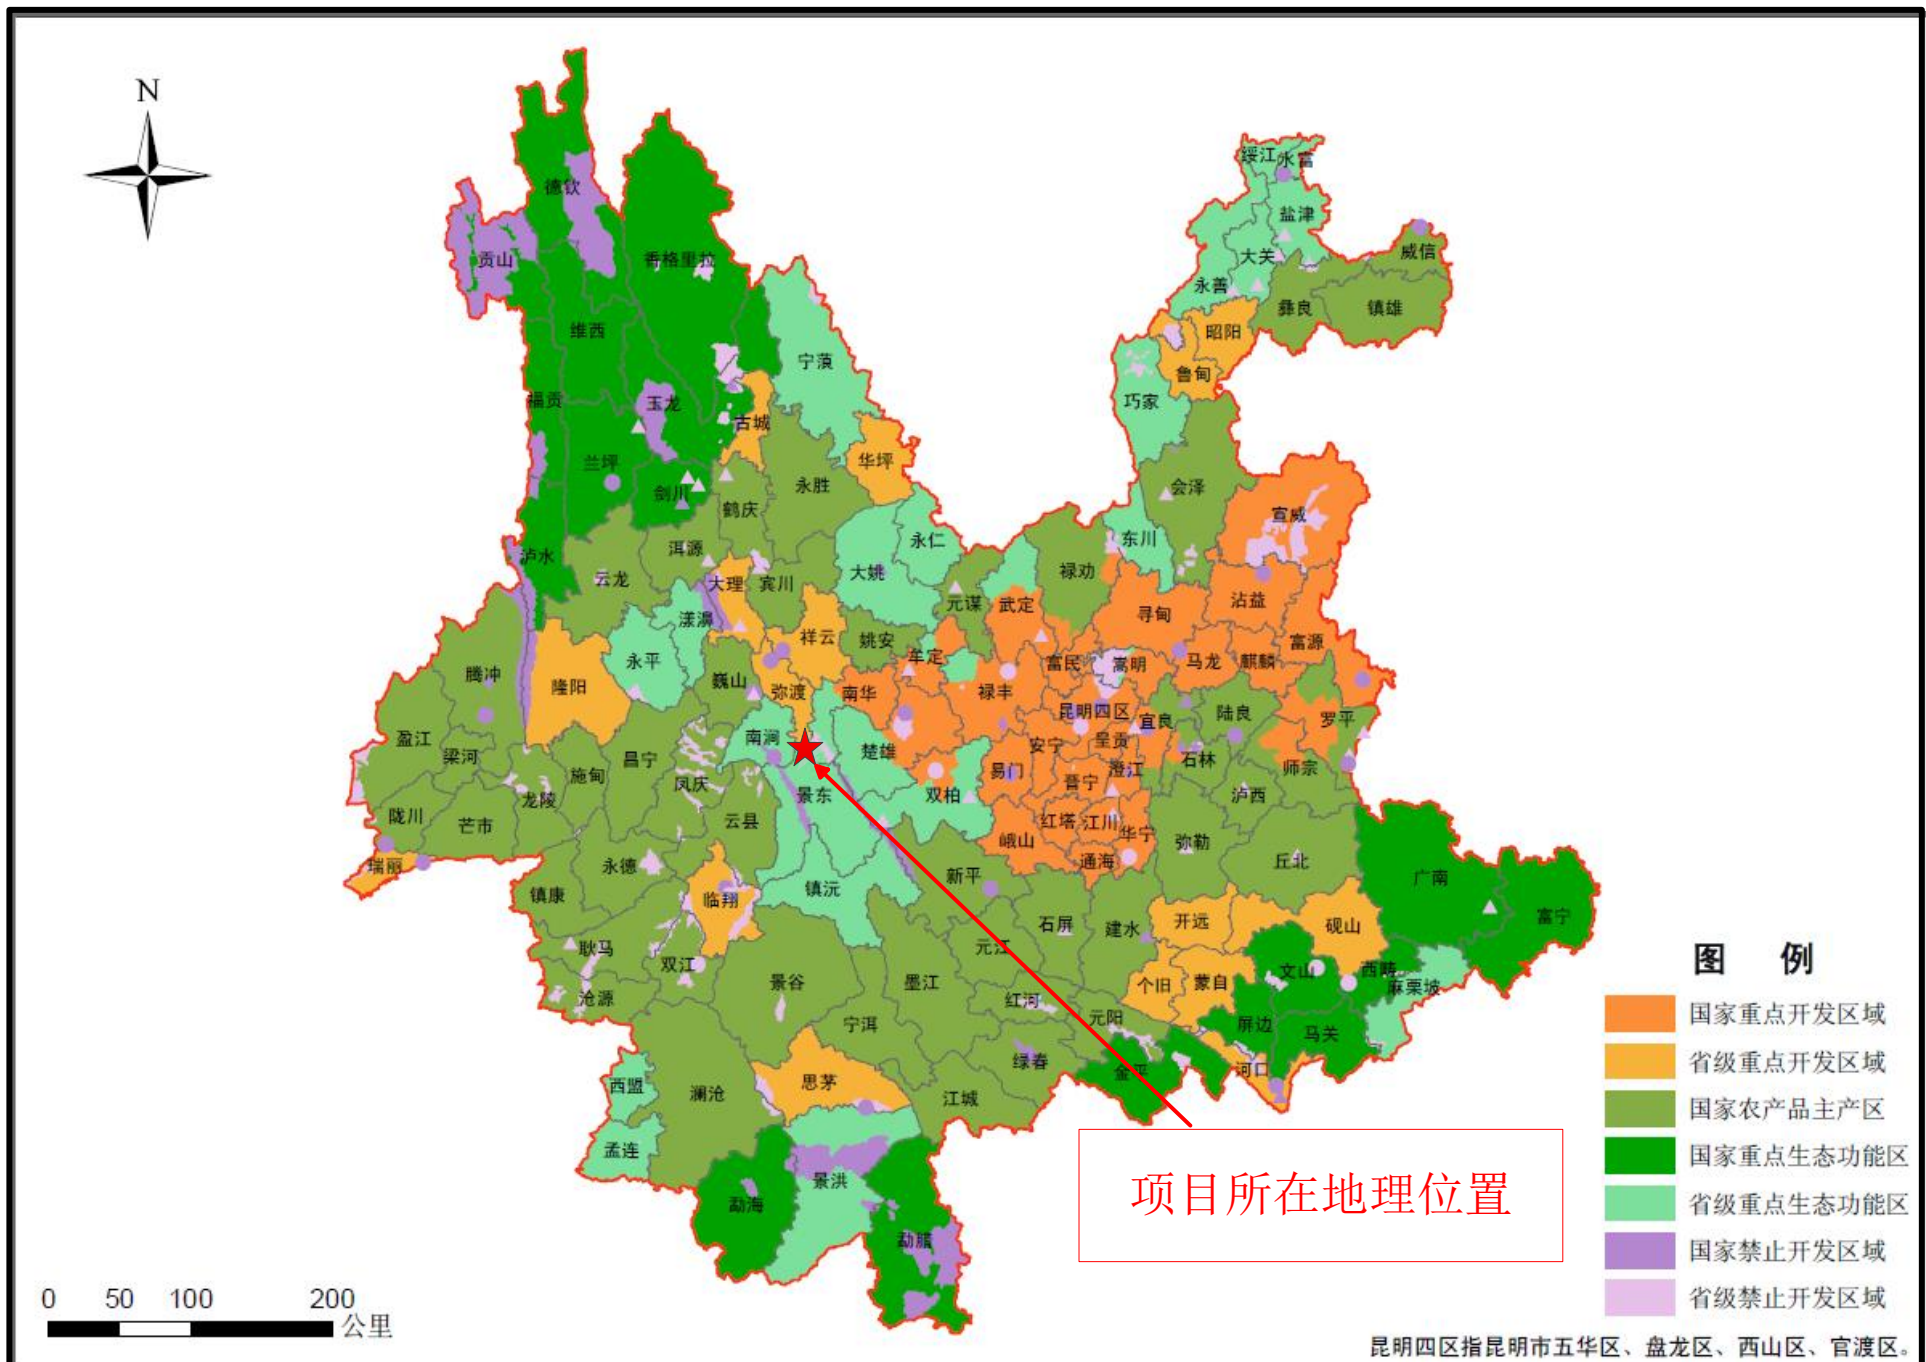 N
绥江
水富
盐津
大关
永善
威信
彝良
镇雄
昭阳
鲁甸
巧家
德钦
贡山
香格里拉
维西
宁蒗
福贡
玉龙
古城
华坪
兰坪
剑川
鹤庆
永胜
会泽
宣威
泸水
洱源
云龙
大理
宾川
大姚
永仁
元谋
武定
禄劝
东川
寻甸
沾益
富源
漾濞
祥云
姚安
牟定
永平
巍山
弥渡
南华
禄丰
富民
嵩明
马龙
麒麟
腾冲
隆阳
昆明四区
宜良
陆良
罗平
盈江
梁河
施甸
昌宁
南涧
楚雄
安宁
呈贡
石林
师宗
龙陵
凤庆
景东
双柏
易门
晋宁
澄江
泸西
陇川
芒市
云县
红塔
江川
华宁
峨山
通海
弥勒
丘北
瑞丽
永德
镇康
临翔
镇沅
新平
广南
富宁
石屏
建水
开远
砚山
耿马
双江
元江
文山
西畴
麻栗坡
沧源
景谷
墨江
红河
个旧
蒙自
宁洱
元阳
屏边
马关
绿春
金平
河口
西盟
澜沧
思茅
江城
孟连
景洪
勐海
勐腊
项目所在地理位置
图 例
国家重点开发区域
省级重点开发区域
国家农产品主产区
国家重点生态功能区
省级重点生态功能区
国家禁止开发区域
省级禁止开发区域
0 50 100 200
公里
昆明四区指昆明市五华区、盘龙区、西山区、官渡区。